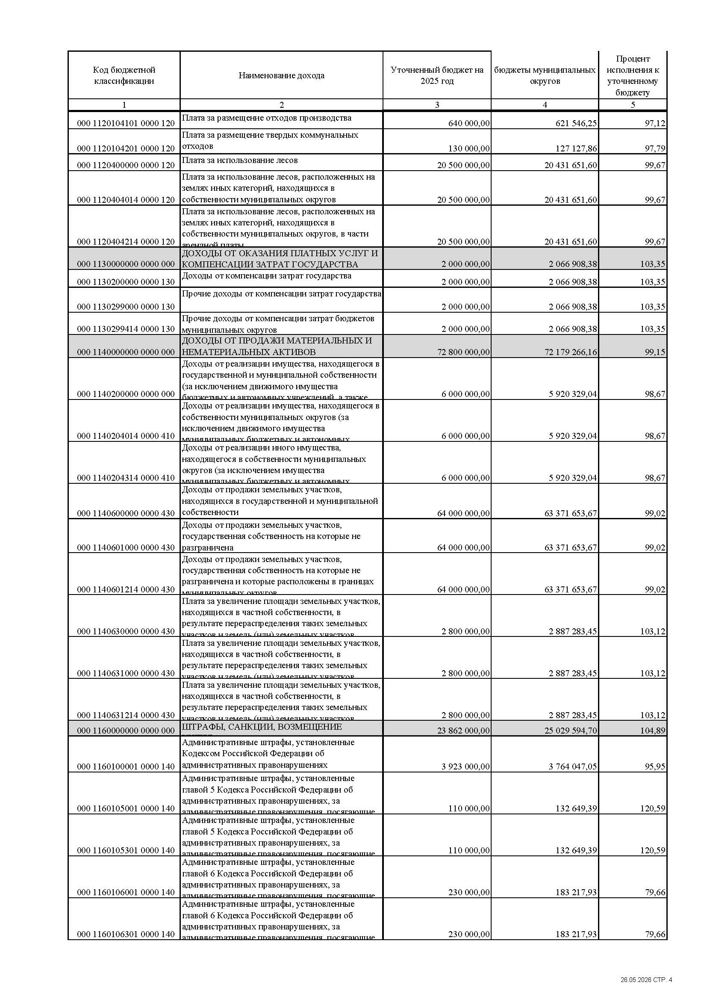 Код бюджетной
классификации
Наименование дохода
Уточненный бюджет на
2025 год
бюджеты муниципальных
округов
Процент
исполнения к
уточненному
бюджету
1 2 3 4 5
Плата за размещение отходов производства
000 1120104101 0000 120 640 000,00 621 546,25 97,12
Плата за размещение твердых коммунальных
отходов
000 1120104201 0000 120 130 000,00 127 127,86 97,79
Плата за использование лесов
000 1120400000 0000 120 20 500 000,00 20 431 651,60 99,67
Плата за использование лесов, расположенных на
землях иных категорий, находящихся в
собственности муниципальных округов
000 1120404014 0000 120 20 500 000,00 20 431 651,60 99,67
Плата за использование лесов, расположенных на
землях иных категорий, находящихся в
собственности муниципальных округов, в части
арендной платы
000 1120404214 0000 120 20 500 000,00 20 431 651,60 99,67
ДОХОДЫ ОТ ОКАЗАНИЯ ПЛАТНЫХ УСЛУГ И
КОМПЕНСАЦИИ ЗАТРАТ ГОСУДАРСТВА
000 1130000000 0000 000 2 000 000,00 2 066 908,38 103,35
Доходы от компенсации затрат государства
000 1130200000 0000 130 2 000 000,00 2 066 908,38 103,35
Прочие доходы от компенсации затрат государства
000 1130299000 0000 130 2 000 000,00 2 066 908,38 103,35
Прочие доходы от компенсации затрат бюджетов
муниципальных округов
000 1130299414 0000 130 2 000 000,00 2 066 908,38 103,35
ДОХОДЫ ОТ ПРОДАЖИ МАТЕРИАЛЬНЫХ И
НЕМАТЕРИАЛЬНЫХ АКТИВОВ
000 1140000000 0000 000 72 800 000,00 72 179 266,16 99,15
Доходы от реализации имущества, находящегося в
государственной и муниципальной собственности
(за исключением движимого имущества
бюджетных и автономных учреждений, а также
000 1140200000 0000 000 6 000 000,00 5 920 329,04 98,67
Доходы от реализации имущества, находящегося в
собственности муниципальных округов (за
исключением движимого имущества
муниципальных бюджетных и автономных
000 1140204014 0000 410 6 000 000,00 5 920 329,04 98,67
Доходы от реализации иного имущества,
находящегося в собственности муниципальных
округов (за исключением имущества
муниципальных бюджетных и автономных
000 1140204314 0000 410 6 000 000,00 5 920 329,04 98,67
Доходы от продажи земельных участков,
находящихся в государственной и муниципальной
собственности
000 1140600000 0000 430 64 000 000,00 63 371 653,67 99,02
Доходы от продажи земельных участков,
государственная собственность на которые не
разграничена
000 1140601000 0000 430 64 000 000,00 63 371 653,67 99,02
Доходы от продажи земельных участков,
государственная собственность на которые не
разграничена и которые расположены в границах
муниципальных округов
000 1140601214 0000 430 64 000 000,00 63 371 653,67 99,02
Плата за увеличение площади земельных участков,
находящихся в частной собственности, в
результате перераспределения таких земельных
участков и земель (или) земельных участков
000 1140630000 0000 430 2 800 000,00 2 887 283,45 103,12
Плата за увеличение площади земельных участков,
находящихся в частной собственности, в
результате перераспределения таких земельных
участков и земель (или) земельных участков
000 1140631000 0000 430 2 800 000,00 2 887 283,45 103,12
Плата за увеличение площади земельных участков,
находящихся в частной собственности, в
результате перераспределения таких земельных
участков и земель (или) земельных участков
000 1140631214 0000 430 2 800 000,00 2 887 283,45 103,12
ШТРАФЫ, САНКЦИИ, ВОЗМЕЩЕНИЕ
000 1160000000 0000 000 23 862 000,00 25 029 594,70 104,89
Административные штрафы, установленные
Кодексом Российской Федерации об
административных правонарушениях
000 1160100001 0000 140 3 923 000,00 3 764 047,05 95,95
Административные штрафы, установленные
главой 5 Кодекса Российской Федерации об
административных правонарушениях, за
административные правонарушения, посягающие
000 1160105001 0000 140 110 000,00 132 649,39 120,59
Административные штрафы, установленные
главой 5 Кодекса Российской Федерации об
административных правонарушениях, за
административные правонарушения, посягающие
000 1160105301 0000 140 110 000,00 132 649,39 120,59
Административные штрафы, установленные
главой 6 Кодекса Российской Федерации об
административных правонарушениях, за
административные правонарушения, посягающие
000 1160106001 0000 140 230 000,00 183 217,93 79,66
Административные штрафы, установленные
главой 6 Кодекса Российской Федерации об
административных правонарушениях, за
административные правонарушения, посягающие
000 1160106301 0000 140 230 000,00 183 217,93 79,66
26.05.2026 СТР. 4